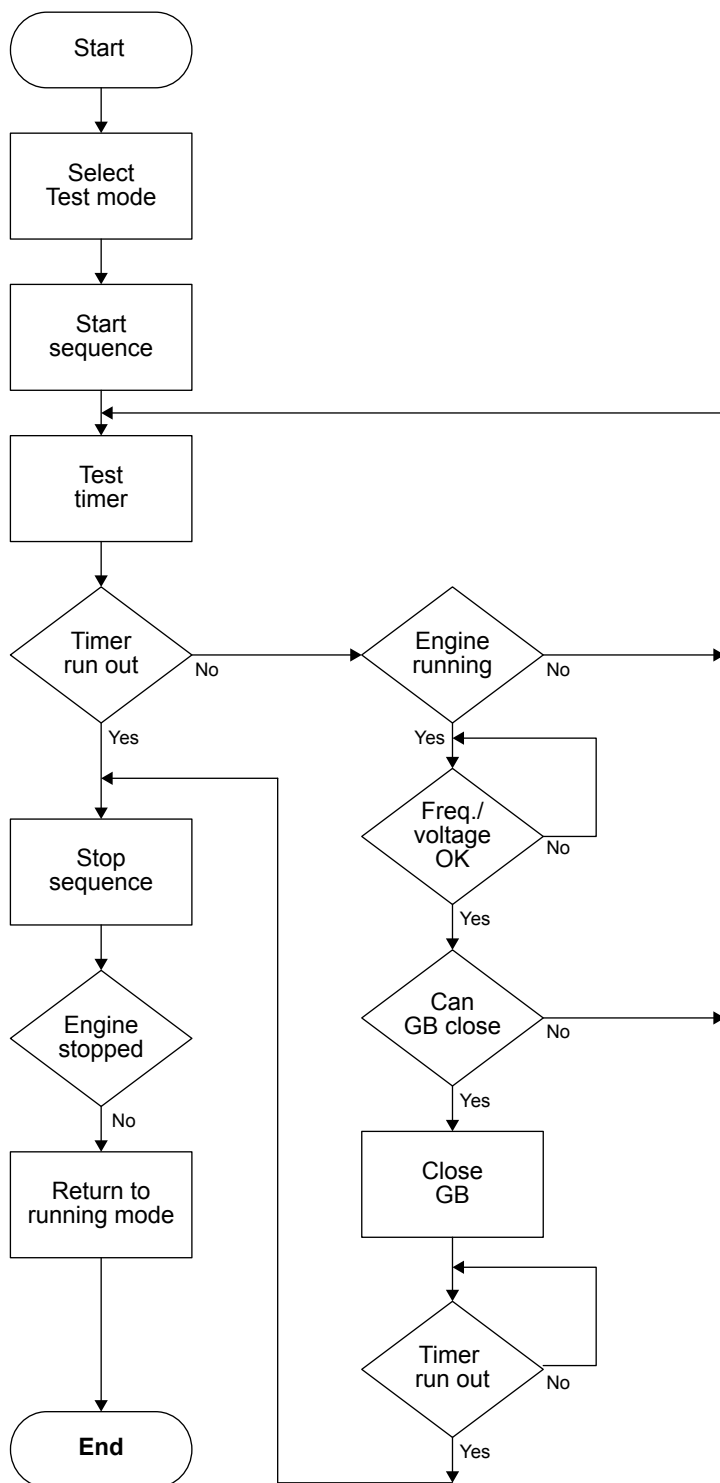 Start
Select
Test mode
Start
sequence
Test
timer
Timer
run out
No
Yes
Engine
running
No
Yes
Freq./
voltage
OK
No
Yes
Stop
sequence
Engine
stopped
No
Can
GB close
No
Yes
Return to
running mode
Close
GB
Timer
run out
No
Yes
End